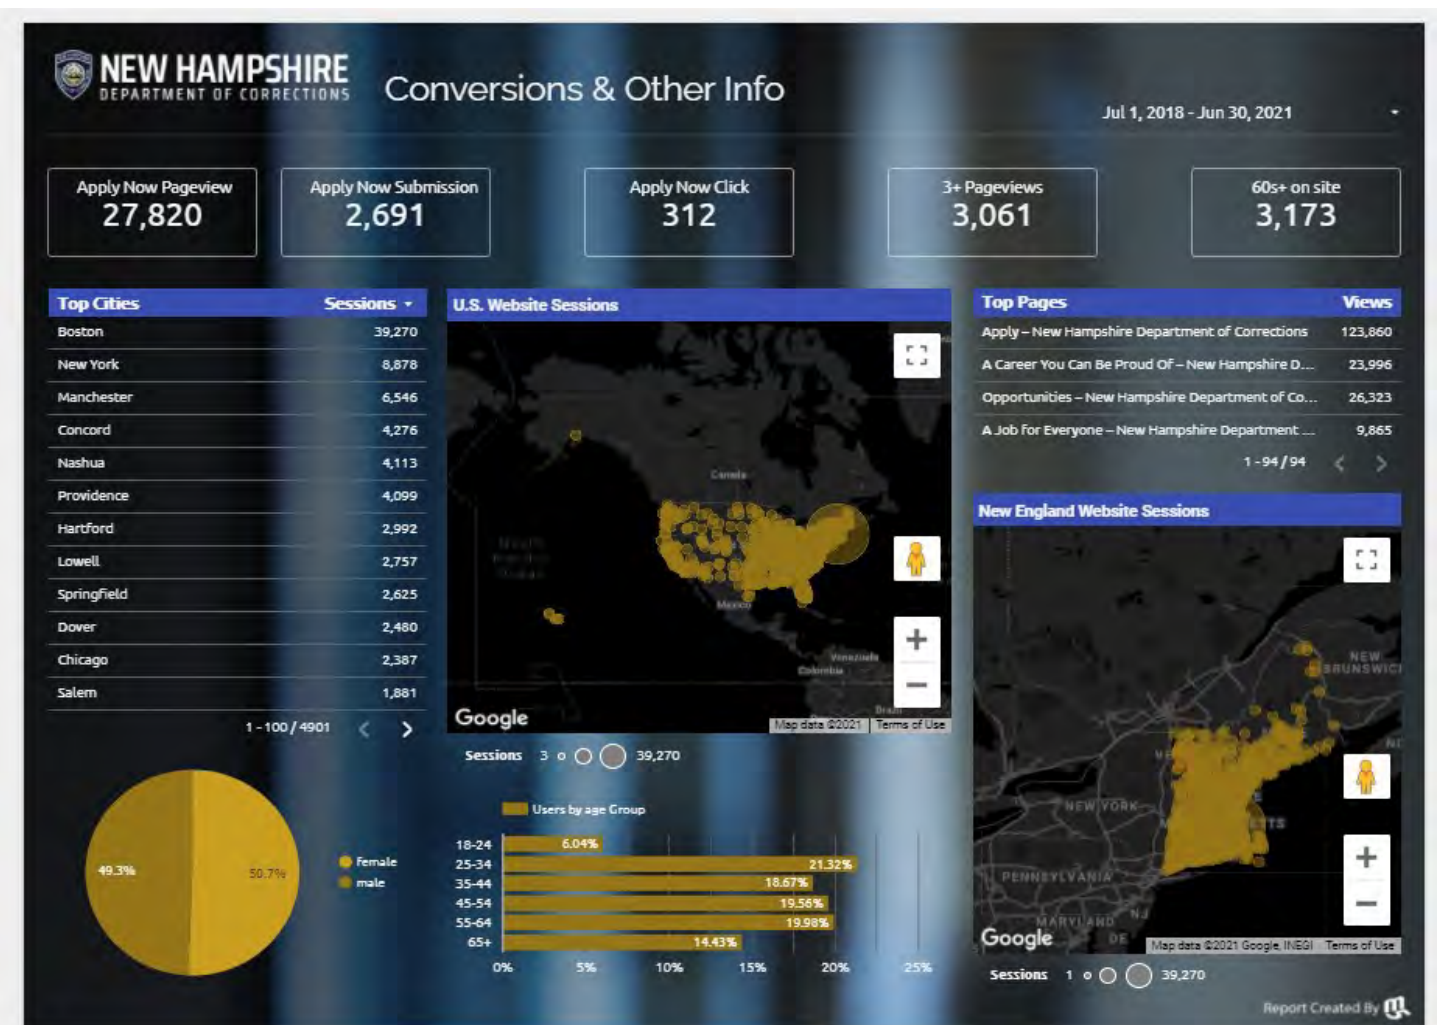 NEW HAMPSHIRE
DEPARTMENT OF CORRECTIONS
Conversions & Other Info
Jul 1, 2018 - Jun 30, 2021
Apply Now Pageview
27,820
Apply Now Submission
2,691
Apply Now Click
312
3+ Pageviews
3,061
60s+ on site
3,173
Top Cities Sessions
Boston 39,270
New York 8,878
Manchester 6,546
Concord 4,276
Nashua 4,113
Providence 4,099
Hartford 2,992
Lowell 2,757
Springfield 2,625
Dover 2,480
Chicago 2,387
Salem 1,881
1 - 100 / 4901
U.S. Website Sessions
Canada
Mexico
Venezuela
Colombia
Brazil
Google
Map data ©2021 Terms of Use
Sessions 3 39,270
Top Pages Views
Apply – New Hampshire Department of Corrections 123,860
A Career You Can Be Proud Of – New Hampshire D... 23,996
Opportunities – New Hampshire Department of Co... 26,323
A Job for Everyone – New Hampshire Department ... 9,865
1 - 94 / 94
New England Website Sessions
NEW
BRUNSWICK
NEW YORK
PENNSYLVANIA
MARYLAND
NJ
DE
Google
Map data ©2021 Google, INEGI Terms of Use
Sessions 1 39,270
49.3%
50.7%
Female
male
Users by age Group
18-24 6.04%
25-34 21.32%
35-44 18.67%
45-54 19.56%
55-64 19.98%
65+ 14.43%
0% 5% 10% 15% 20% 25%
Report Created By